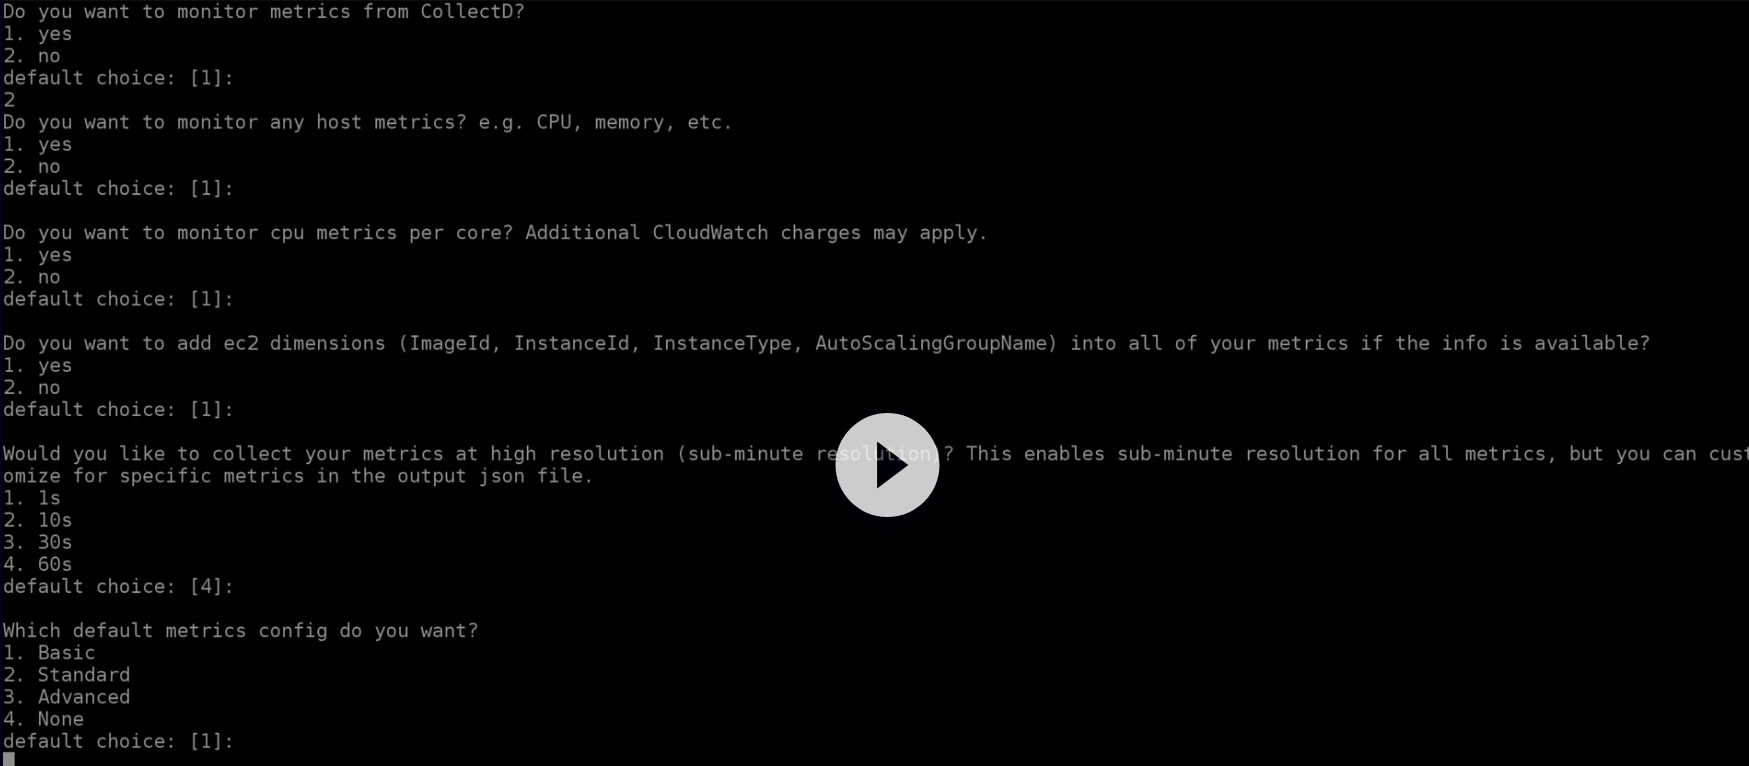 Do you want to monitor metrics from CollectD?
1. yes
2. no
default choice: [1]:
2
Do you want to monitor any host metrics? e.g. CPU, memory, etc.
1. yes
2. no
default choice: [1]:
Do you want to monitor cpu metrics per core? Additional CloudWatch charges may apply.
1. yes
2. no
default choice: [1]:
Do you want to add ec2 dimensions (ImageId, InstanceId, InstanceType, AutoScalingGroupName) into all of your metrics if the info is available?
1. yes
2. no
default choice: [1]:
Would you like to collect your metrics at high resolution (sub-minute resolution)? This enables sub-minute resolution for all metrics, but you can cust
omize for specific metrics in the output json file.
1. 1s
2. 10s
3. 30s
4. 60s
default choice: [4]:
Which default metrics config do you want?
1. Basic
2. Standard
3. Advanced
4. None
default choice: [1]: